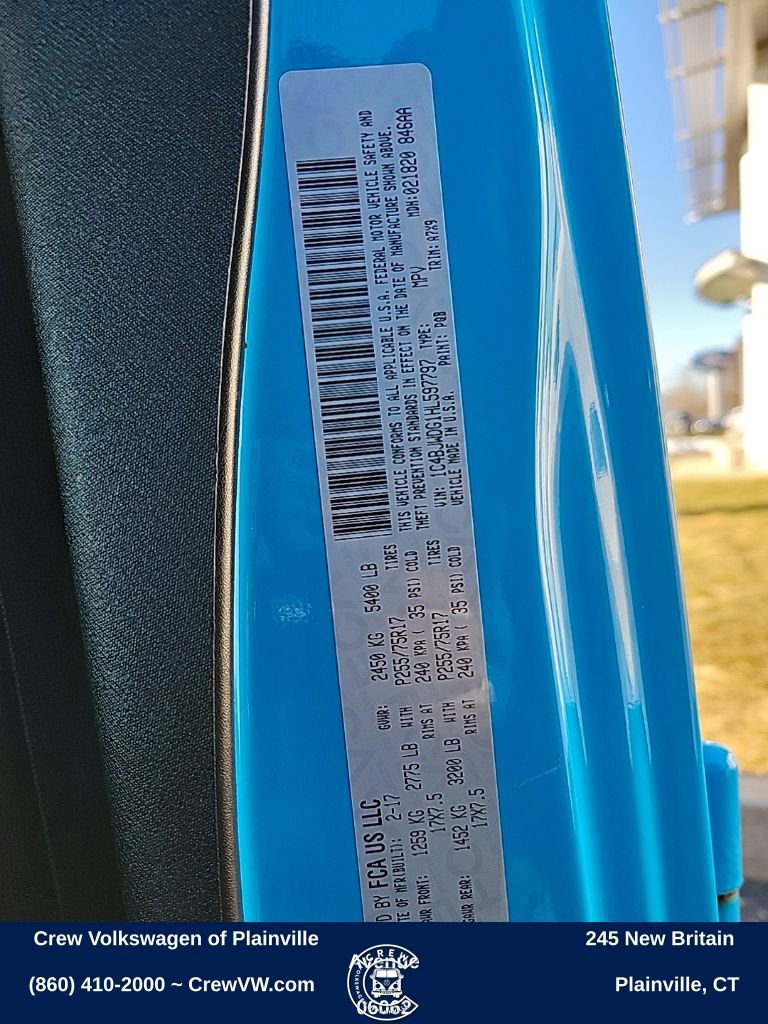 D BY FCA US LLC
TE OF MFR(BUILT): 2-17 GVWR: 2450 KG 5400 LB
AWR FRONT: 1259 KG 2775 LB WITH P255/75R17 TIRES
17X7.5 RIMS AT 240 KPA ( 35 PSI) COLD
GAWR REAR: 1452 KG 3200 LB WITH P255/75R17 TIRES
17X7.5 RIMS AT 240 KPA ( 35 PSI) COLD
THIS VEHICLE CONFORMS TO ALL APPLICABLE U.S.A. FEDERAL MOTOR VEHICLE SAFETY AND
THEFT PREVENTION STANDARDS IN EFFECT ON THE DATE OF MANUFACTURE SHOWN ABOVE.
MDH: 021820 846AA
VIN: 1C4BJWDG1HL597797 TYPE: MPV
VEHICLE MADE IN U.S.A. PAINT: PQB TRIM: A7X9
Crew Volkswagen of Plainville
(860) 410-2000 ~ CrewVW.com
CREW
245 New Britain
Avenue
Plainville, CT
06062